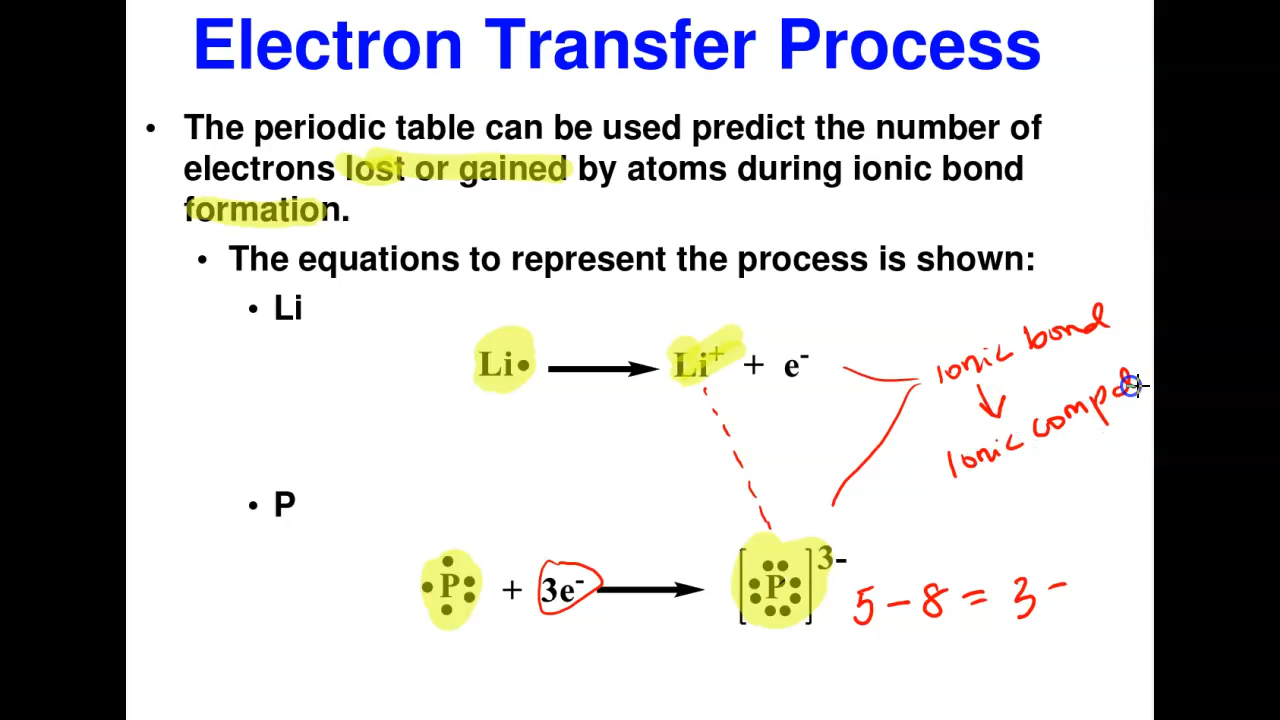 Electron Transfer Process
• The periodic table can be used predict the number of
electrons lost or gained by atoms during ionic bond
formation.
• The equations to represent the process is shown:
• Li
Li• → Li⁺ + e⁻
ionic bond
↓
Ionic compd
• P
P + 3e⁻ → [P]³⁻
5 - 8 = 3 -